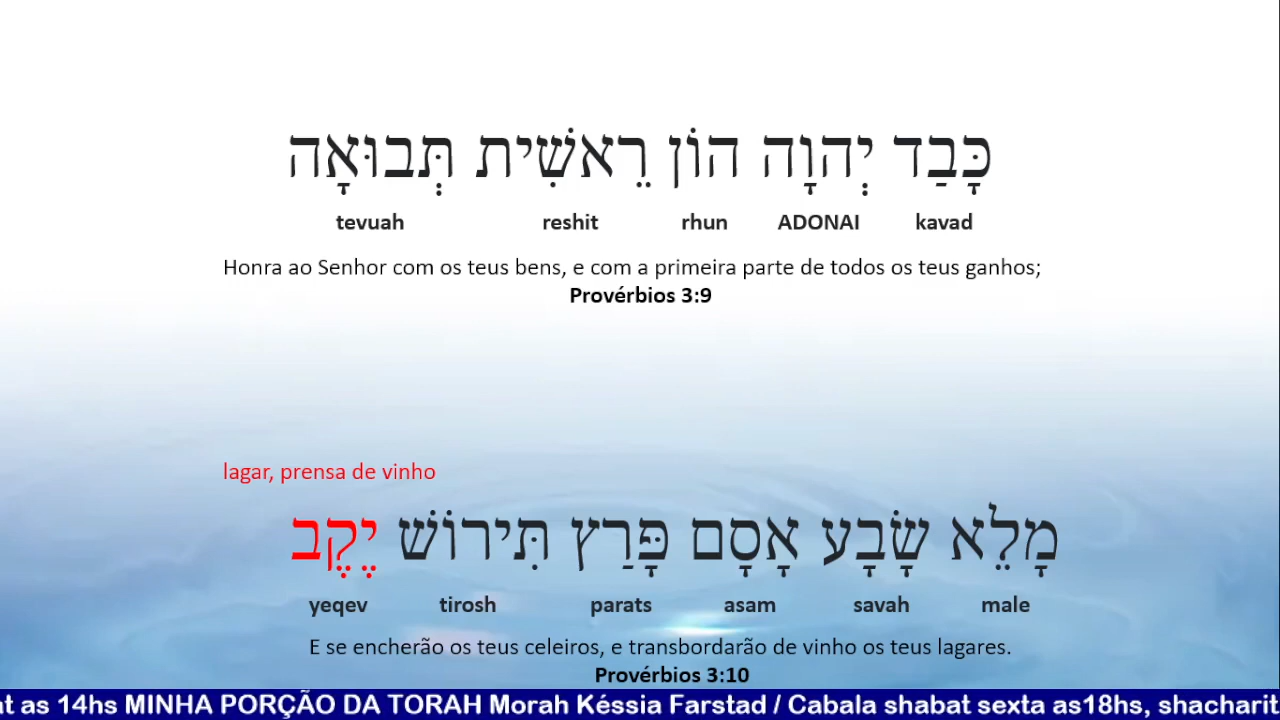 כָּבַד יְהוָה הוֹן רֵאשִׁית תְּבוּאָה
tevuah reshit rhun ADONAI kavad
Honra ao Senhor com os teus bens, e com a primeira parte de todos os teus ganhos;
Provérbios 3:9
lagar, prensa de vinho
מָלֵא שָׂבָע אָסָם פָּרַץ תִּירוֹשׁ יֶקֶב
yeqev tirosh parats asam savah male
E se encherão os teus celeiros, e transbordarão de vinho os teus lagares.
Provérbios 3:10
at as 14hs MINHA PORÇÃO DA TORAH Morah Késsia Farstad / Cabala shabat sexta as18hs, shacharit